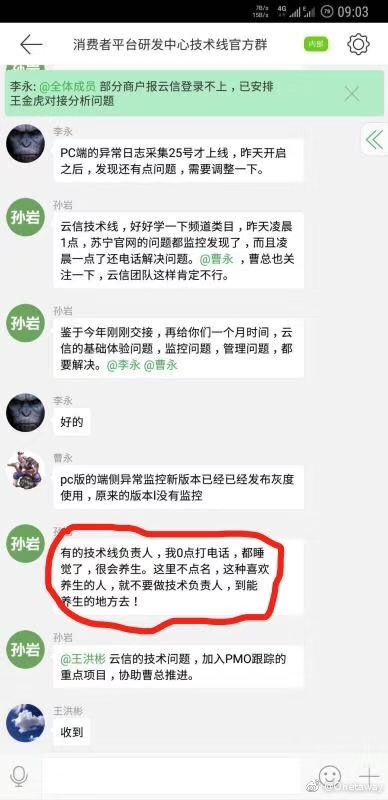 7B/s
15B/s
4G
79
09:03
消费者平台研发中心技术线官方群
内部
孙岩
李永: @全体成员 部分商户报云信登录不上，已安排
王金虎对接分析问题
李永
PC端的异常日志采集25号才上线，昨天开启
之后，发现还有点问题，需要调整一下。
孙岩
孙岩
云信技术线，好好学一下频道类目，昨天凌晨
1点，苏宁官网的问题都监控发现了，而且凌
晨一点了还电话解决问题。@曹永 ，曹总也关
注一下，云信团队这样肯定不行。
孙岩
孙岩
鉴于今年刚刚交接，再给你们一个月时间，云
信的基础体验问题，监控问题，管理问题，都
要解决。@李永 @曹永
李永
好的
曹永
pc版的端侧异常监控新版本已经已经发布灰度
使用，原来的版本I没有监控
孙岩
有的技术线负责人，我0点打电话，都睡
觉了，很会养生。这里不点名，这种喜欢
养生的人，就不要做技术负责人，到能
养生的地方去！
孙岩
孙岩
@王洪彬 云信的技术问题，加入PMO跟踪的
重点项目，协助曹总推进。
王洪彬
收到
@Onetaway